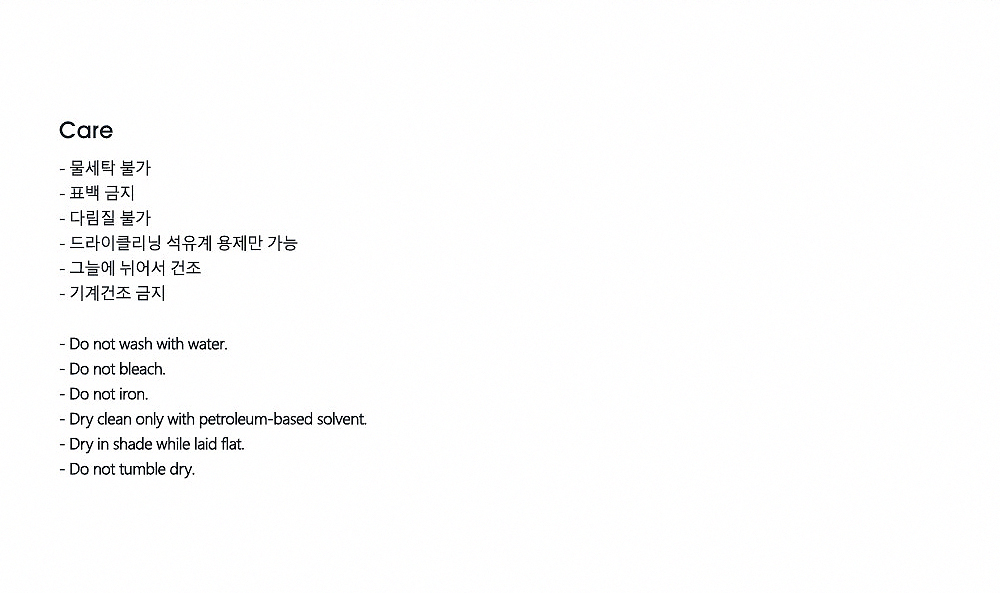 Care
- 물세탁 불가
- 표백 금지
- 다림질 불가
- 드라이클리닝 석유계 용제만 가능
- 그늘에 뉘어서 건조
- 기계건조 금지
- Do not wash with water.
- Do not bleach.
- Do not iron.
- Dry clean only with petroleum-based solvent.
- Dry in shade while laid flat.
- Do not tumble dry.